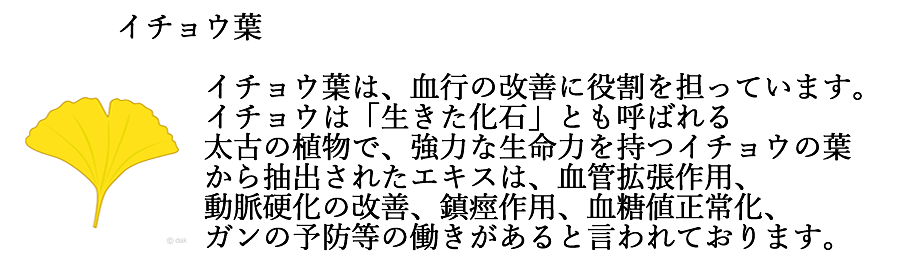 イチョウ葉
イチョウ葉は、血行の改善に役割を担っています。
イチョウは「生きた化石」とも呼ばれる
太古の植物で、強力な生命力を持つイチョウの葉
から抽出されたエキスは、血管拡張作用、
動脈硬化の改善、鎮痙作用、血糖値正常化、
ガンの予防等の働きがあると言われております。